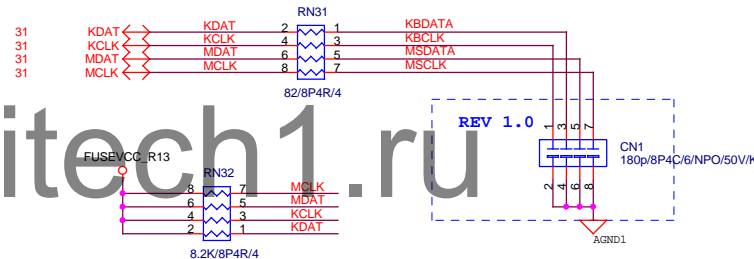 RN31
31 KDAT KDAT 2 1 KBDATA
31 KCLK KCLK 4 3 KBCLK
31 MDAT MDAT 6 5 MSDATA
31 MCLK MCLK 8 7 MSCLK
82/8P4R/4
REV 1.0
1 3 5 7
CN1
180p/8P4C/6/NPO/50V/K
2 4 6 8
AGND1
itech1.ru
FUSEVCC_R13
RN32
8 7 MCLK
6 5 MDAT
4 3 KCLK
2 1 KDAT
8.2K/8P4R/4